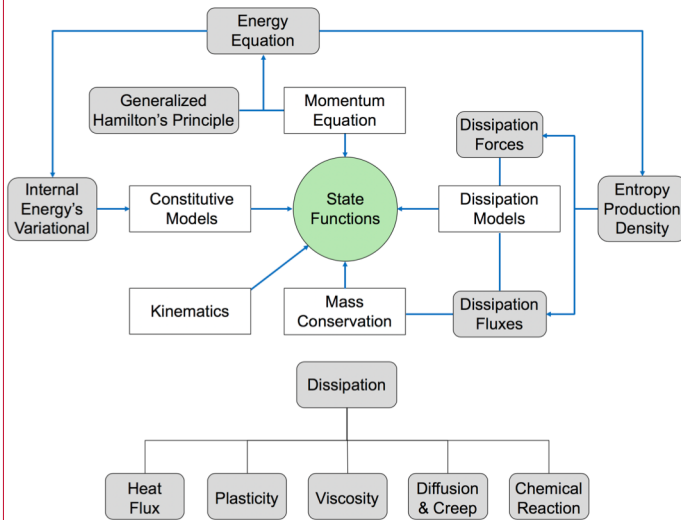 Energy
Equation
Generalized
Hamilton's Principle
Momentum
Equation
Dissipation
Forces
Internal
Energy's
Variational
Constitutive
Models
State
Functions
Dissipation
Models
Entropy
Production
Density
Kinematics
Mass
Conservation
Dissipation
Fluxes
Dissipation
Heat
Flux
Plasticity
Viscosity
Diffusion
& Creep
Chemical
Reaction